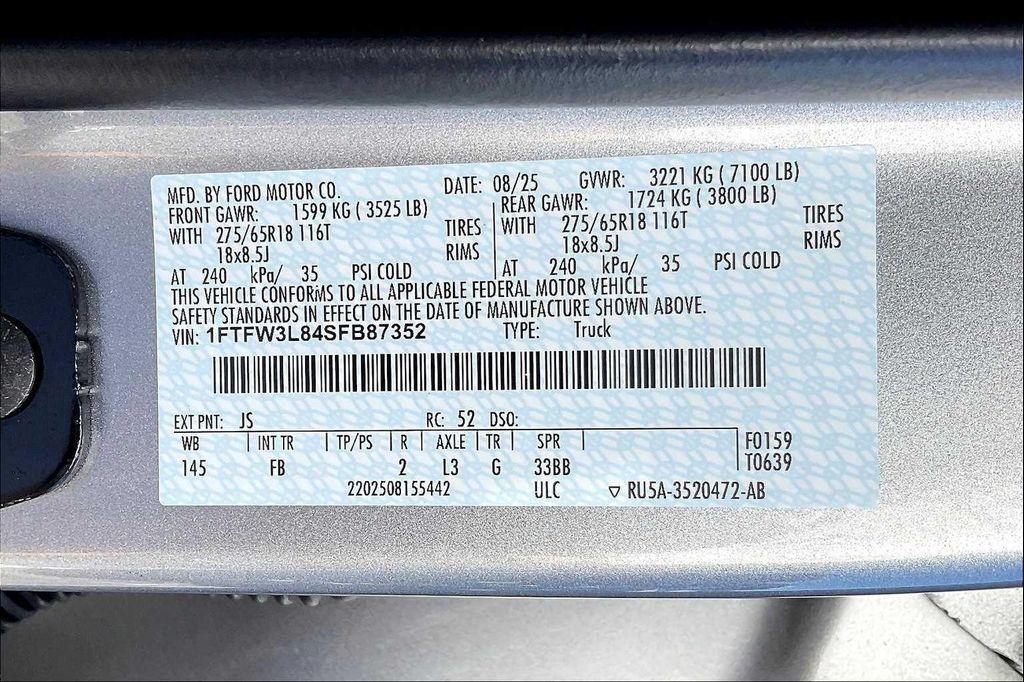 MFD. BY FORD MOTOR CO. DATE: 08/25 GVWR: 3221 KG ( 7100 LB)
FRONT GAWR: 1599 KG ( 3525 LB) REAR GAWR: 1724 KG ( 3800 LB)
WITH 275/65R18 116T TIRES WITH 275/65R18 116T TIRES
18x8.5J RIMS 18x8.5J RIMS
AT 240 kPa/ 35 PSI COLD AT 240 kPa/ 35 PSI COLD
THIS VEHICLE CONFORMS TO ALL APPLICABLE FEDERAL MOTOR VEHICLE
SAFETY STANDARDS IN EFFECT ON THE DATE OF MANUFACTURE SHOWN ABOVE.
VIN: 1FTFW3L84SFB87352 TYPE: Truck
EXT PNT: JS RC: 52 DSO:
WB INT TR TP/PS R AXLE TR SPR F0159
145 FB 2 L3 G 33BB T0639
2202508155442 ULC ▽ RU5A-3520472-AB